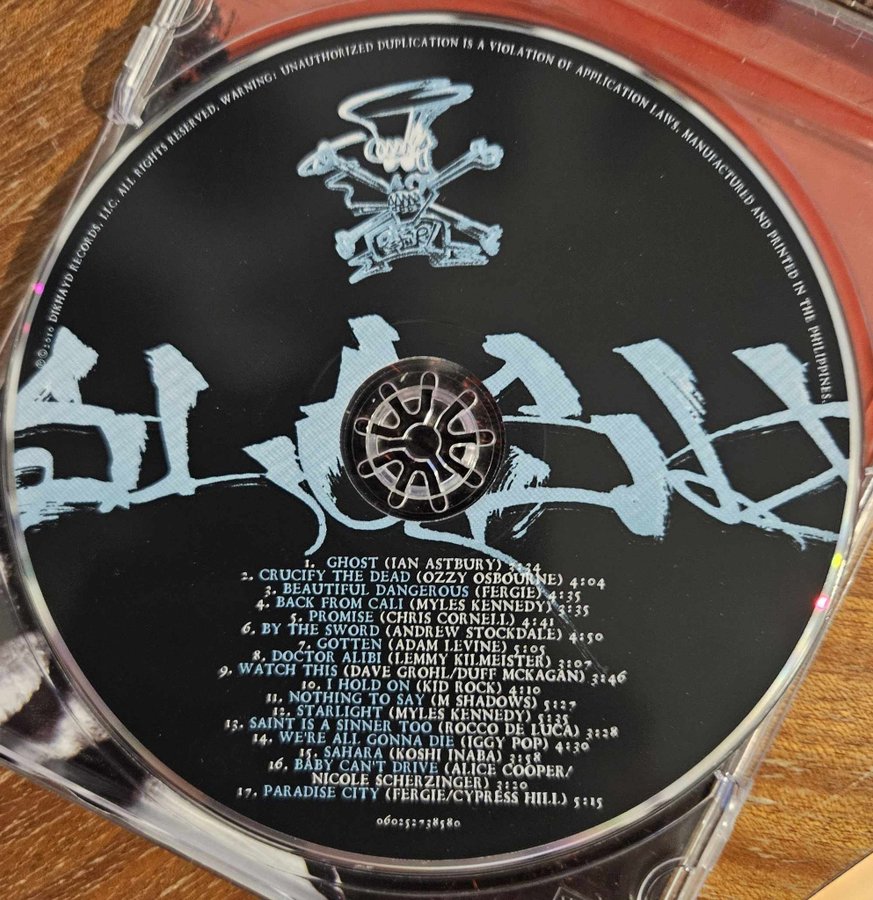 ℗©2010 DIKHAYD RECORDS, LLC. ALL RIGHTS RESERVED. WARNING: UNAUTHORIZED DUPLICATION IS A VIOLATION OF APPLICATION LAWS. MANUFACTURED AND PRINTED IN THE PHILIPPINES.
SLASH
1. GHOST (IAN ASTBURY) 3:34
2. CRUCIFY THE DEAD (OZZY OSBOURNE) 4:04
3. BEAUTIFUL DANGEROUS (FERGIE) 4:35
4. BACK FROM CALI (MYLES KENNEDY) 3:35
5. PROMISE (CHRIS CORNELL) 4:41
6. BY THE SWORD (ANDREW STOCKDALE) 4:50
7. GOTTEN (ADAM LEVINE) 5:05
8. DOCTOR ALIBI (LEMMY KILMEISTER) 3:07
9. WATCH THIS (DAVE GROHL/DUFF MCKAGAN) 3:46
10. I HOLD ON (KID ROCK) 4:10
11. NOTHING TO SAY (M SHADOWS) 5:27
12. STARLIGHT (MYLES KENNEDY) 5:35
13. SAINT IS A SINNER TOO (ROCCO DE LUCA) 3:28
14. WE'RE ALL GONNA DIE (IGGY POP) 4:30
15. SAHARA (KOSHI INABA) 3:58
16. BABY CAN'T DRIVE (ALICE COOPER/
NICOLE SCHERZINGER) 3:20
17. PARADISE CITY (FERGIE/CYPRESS HILL) 5:15
060252738580